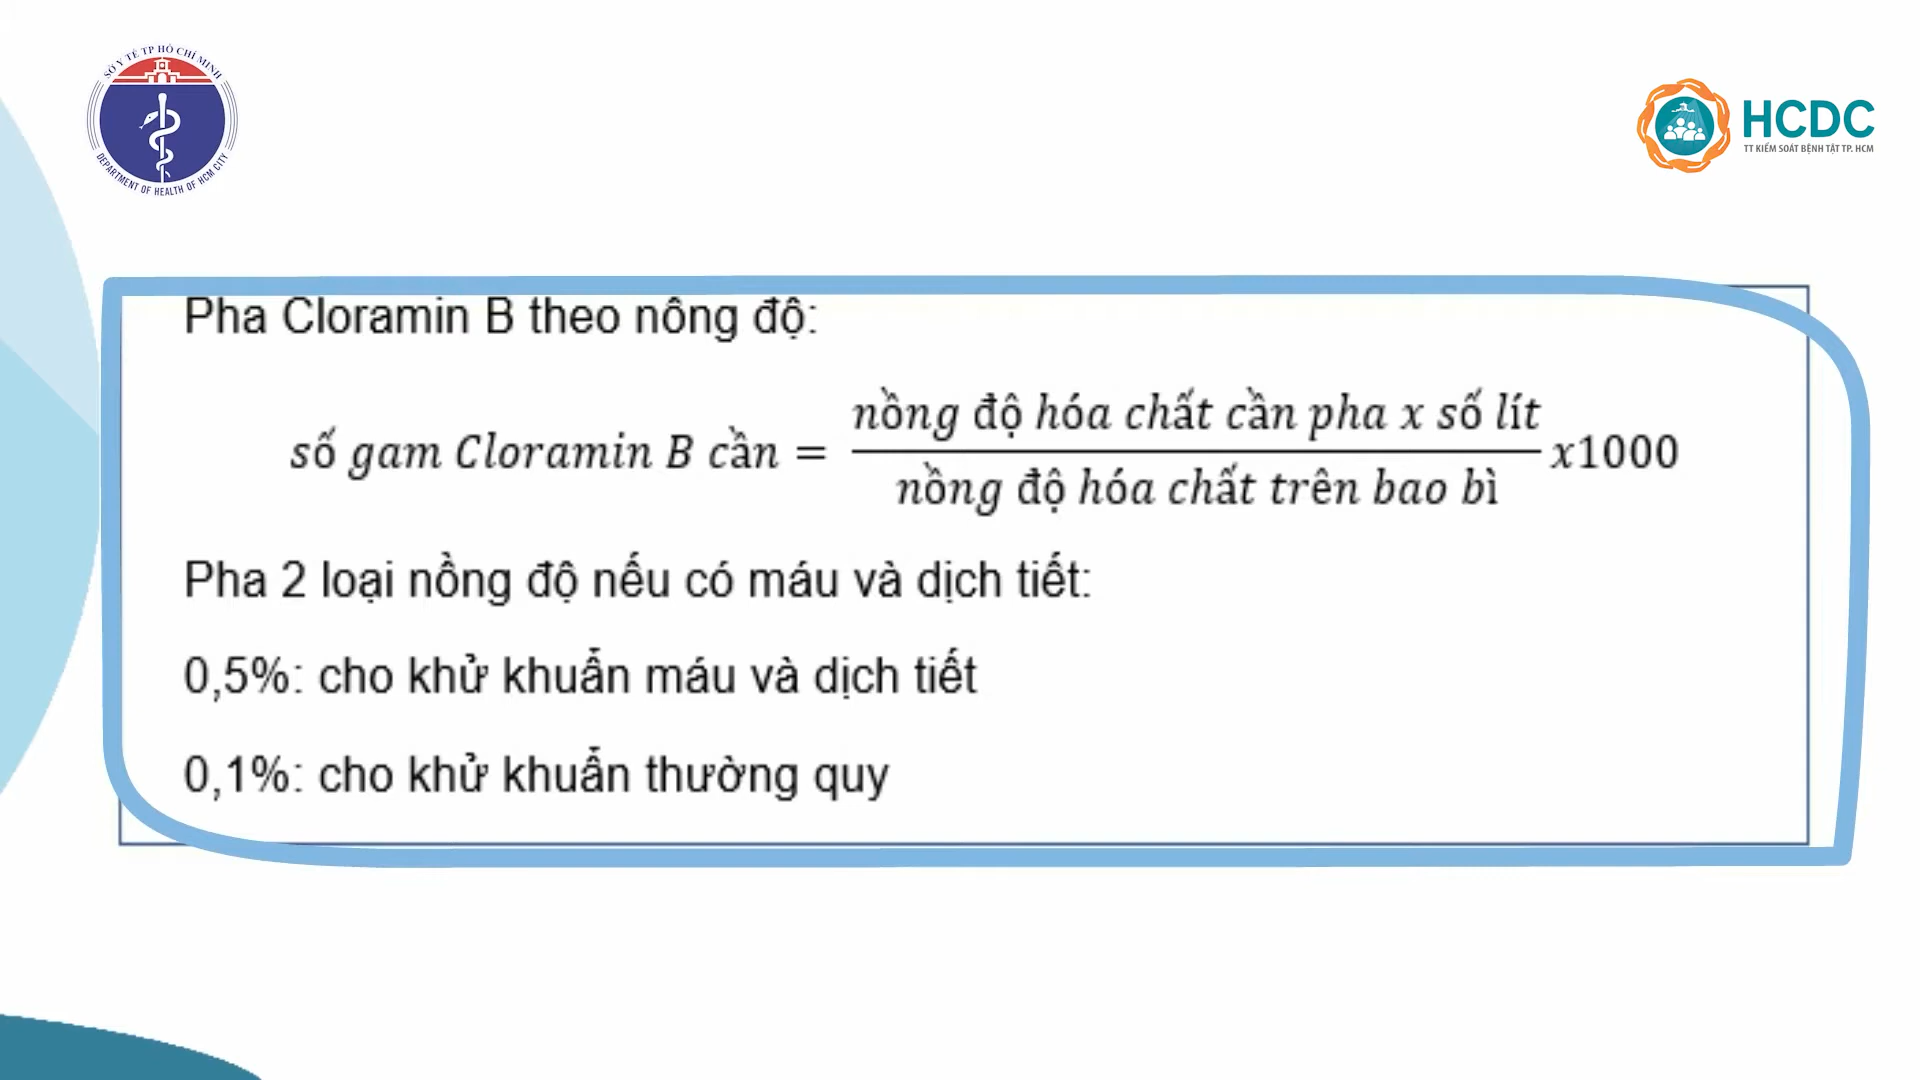 SỞ Y TẾ TP HỒ CHÍ MINH
DEPARTMENT OF HEALTH OF HCM CITY
HCDC
TT KIỂM SOÁT BỆNH TẬT TP. HCM
Pha Cloramin B theo nồng độ:
số gam Cloramin B cần = nồng độ hóa chất cần pha x số lít / nồng độ hóa chất trên bao bì x1000
Pha 2 loại nồng độ nếu có máu và dịch tiết:
0,5%: cho khử khuẩn máu và dịch tiết
0,1%: cho khử khuẩn thường quy